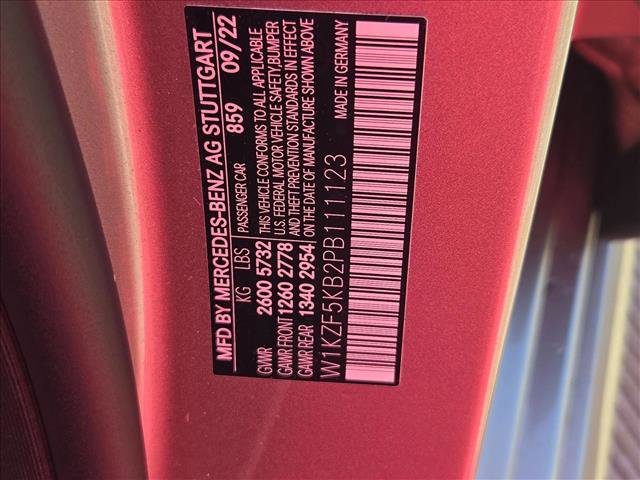 MFD BY MERCEDES-BENZ AG STUTTGART
KG LBS PASSENGER CAR 859 09/22
GVWR 2600 5732 THIS VEHICLE CONFORMS TO ALL APPLICABLE
GAWR FRONT 1260 2778 U.S. FEDERAL MOTOR VEHICLE SAFETY/BUMPER
GAWR REAR 1340 2954 AND THEFT PREVENTION STANDARDS IN EFFECT
ON THE DATE OF MANUFACTURE SHOWN ABOVE
W1KZF5KB2PB111123 MADE IN GERMANY